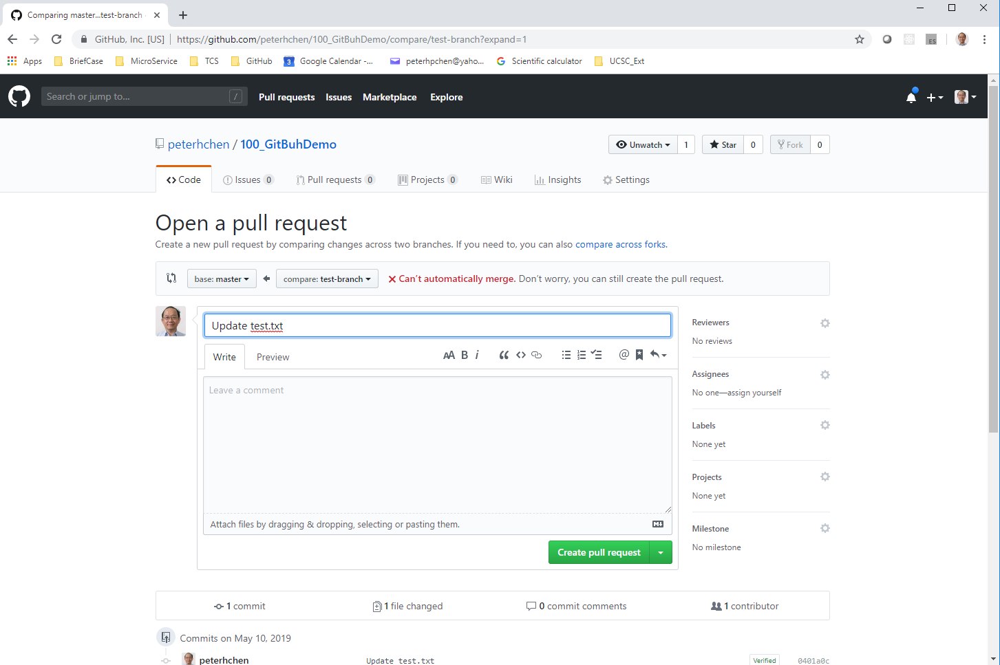 Comparing master...test-branch
GitHub, Inc. [US] | https://github.com/peterhchen/100_GitBuhDemo/compare/test-branch?expand=1
ES
Apps BriefCase MicroService TCS GitHub 3 Google Calendar -... peterhpchen@yaho... G Scientific calculator UCSC_Ext
Search or jump to... / Pull requests Issues Marketplace Explore
peterhchen / 100_GitBuhDemo
Unwatch 1 Star 0 Fork 0
Code Issues 0 Pull requests 0 Projects 0 Wiki Insights Settings
Open a pull request
Create a new pull request by comparing changes across two branches. If you need to, you can also compare across forks.
base: master compare: test-branch Can’t automatically merge. Don’t worry, you can still create the pull request.
Update test.txt
Write Preview AA B i @
Leave a comment
Attach files by dragging & dropping, selecting or pasting them.
Create pull request
Reviewers
No reviews
Assignees
No one—assign yourself
Labels
None yet
Projects
None yet
Milestone
No milestone
1 commit 1 file changed 0 commit comments 1 contributor
Commits on May 10, 2019
peterhchen Update test.txt Verified 0401a0c